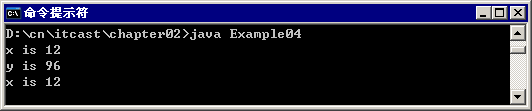 命令提示符
D:\cn\itcast\chapter02>java Example04
x is 12
y is 96
x is 12